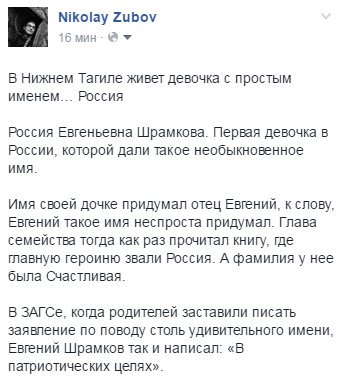 Nikolay Zubov
16 мин ·
В Нижнем Тагиле живет девочка с простым
именем... Россия
Россия Евгеньевна Шрамкова. Первая девочка в
России, которой дали такое необыкновенное
имя.
Имя своей дочке придумал отец Евгений, к слову,
Евгений такое имя неспроста придумал. Глава
семейства тогда как раз прочитал книгу, где
главную героиню звали Россия. А фамилия у нее
была Счастливая.
В ЗАГСе, когда родителей заставили писать
заявление по поводу столь удивительного имени,
Евгений Шрамков так и написал: «В
патриотических целях».